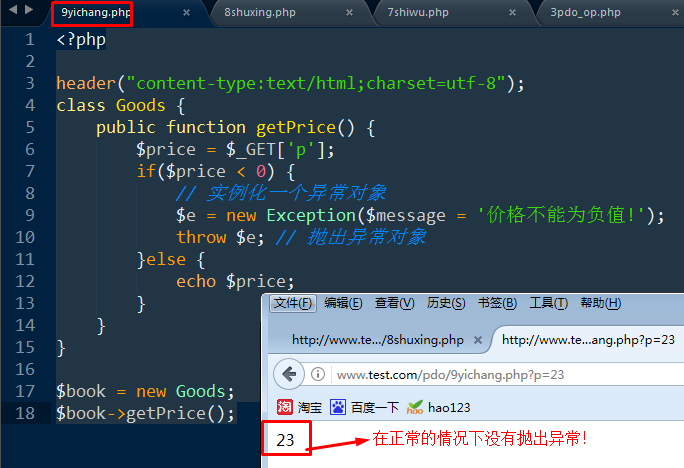 9yichang.php × 8shuxing.php × 7shiwu.php × 3pdo_op.php ×
1 <?php
2
3 header("content-type:text/html;charset=utf-8");
4 class Goods {
5 public function getPrice() {
6 $price = $_GET['p'];
7 if($price < 0) {
8 // 实例化一个异常对象
9 $e = new Exception($message = '价格不能为负值!');
10 throw $e; // 抛出异常对象
11 }else {
12 echo $price;
13 }
14 }
15 }
16
17 $book = new Goods;
18 $book->getPrice();
文件(F) 编辑(E) 查看(V) 历史(S) 书签(B) 工具(T) 帮助(H)
http://www.te.../8shuxing.php × http://www.te...ang.php?p=23
www.test.com/pdo/9yichang.php?p=23
淘 淘宝 百度一下 hao hao123
23 在正常的情况下没有抛出异常!